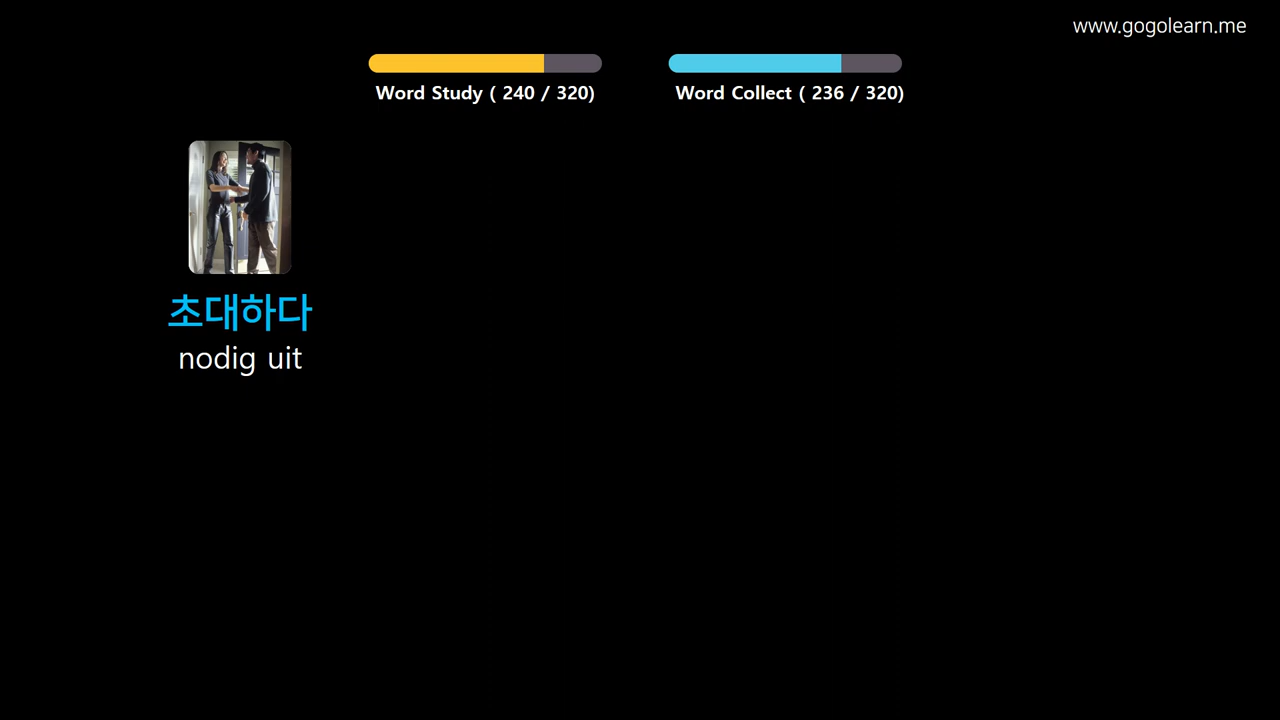 www.gogolearn.me
Word Study ( 240 / 320)
Word Collect ( 236 / 320)
초대하다
nodig uit